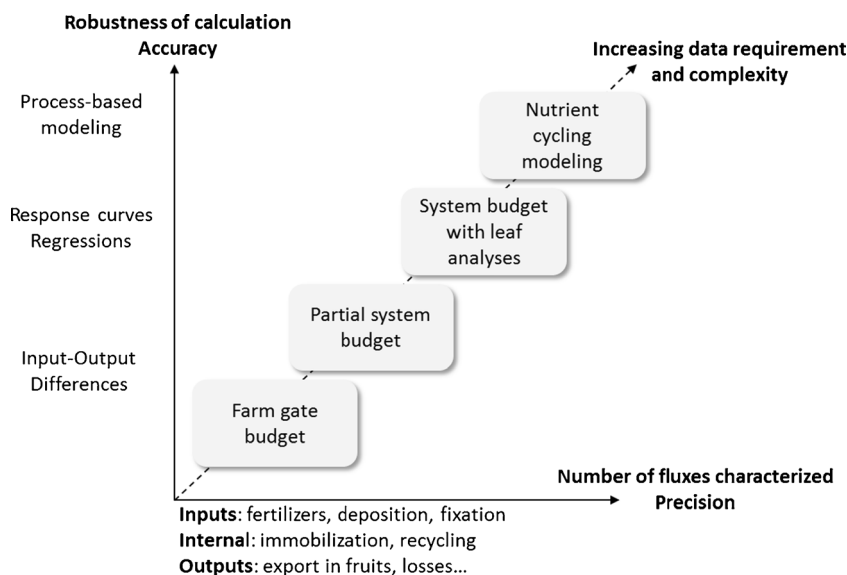 Robustness of calculation
Accuracy
Increasing data requirement
and complexity
Process-based
modeling
Nutrient
cycling
modeling
Response curves
Regressions
System budget
with leaf
analyses
Partial system
budget
Input-Output
Differences
Farm gate
budget
Number of fluxes characterized
Precision
Inputs: fertilizers, deposition, fixation
Internal: immobilization, recycling
Outputs: export in fruits, losses...